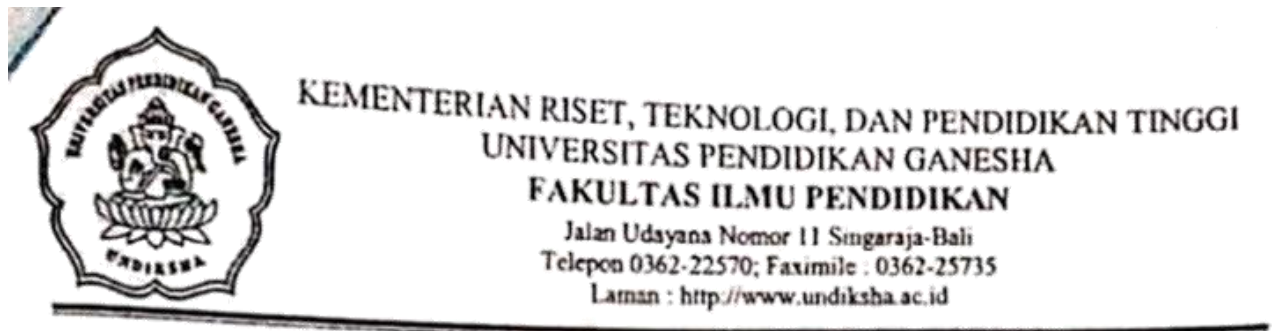 UNIVERSITAS PENDIDIKAN GANESHA
UNDIKSHA
KEMENTERIAN RISET, TEKNOLOGI, DAN PENDIDIKAN TINGGI
UNIVERSITAS PENDIDIKAN GANESHA
FAKULTAS ILMU PENDIDIKAN
Jalan Udayana Nomor 11 Singaraja-Bali
Telepon 0362-22570; Faximile : 0362-25735
Laman : http://www.undiksha.ac.id